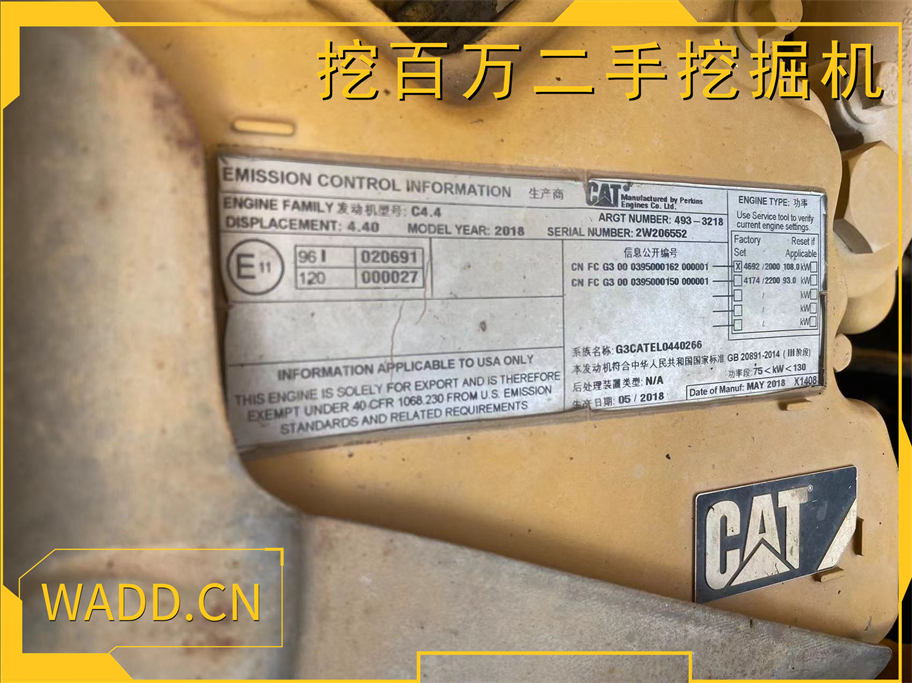 挖百万二手挖掘机
EMISSION CONTROL INFORMATION 生产商
CAT Manufactured by Perkins Engines Co. Ltd.
ENGINE FAMILY 发动机型号: C4.4
ARGT NUMBER: 493-3218
DISPLACEMENT: 4.40 MODEL YEAR: 2018 SERIAL NUMBER: 2W206552
E11
96 I 020691
120 000027
信息公开编号
CN FC G3 00 0395000162 000001
CN FC G3 00 0395000150 000001
ENGINE TYPE: 功率
Use Service tool to verify
current engine settings.
Factory Reset if
Set Applicable
X 4692 / 2000 108.0 kW
4174 / 2200 93.0 kW
kW
kW
kW
INFORMATION APPLICABLE TO USA ONLY
THIS ENGINE IS SOLELY FOR EXPORT AND IS THEREFORE
EXEMPT UNDER 40 CFR 1068.230 FROM U.S. EMISSION
STANDARDS AND RELATED REQUIREMENTS
系族名称: G3CATEL0440266
本发动机符合中华人民共和国国家标准 GB 20891-2014 (III阶段)
后处理装置类型: N/A 功率段: 75 < kW < 130
生产日期: 05 / 2018 Date of Manuf: MAY 2018 X1408
CAT
WADD.CN